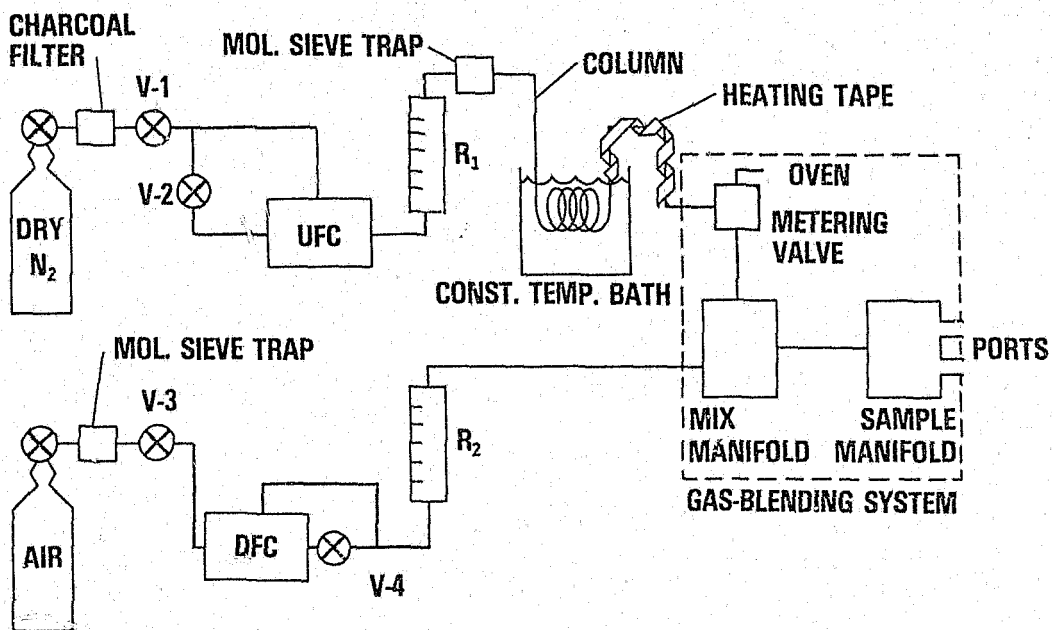 CHARCOAL
FILTER
MOL. SIEVE TRAP
COLUMN
HEATING TAPE
V-1
R1
V-2
UFC
DRY
N2
OVEN
METERING
VALVE
CONST. TEMP. BATH
MOL. SIEVE TRAP
PORTS
V-3
R2
MIX
MANIFOLD
SAMPLE
MANIFOLD
GAS-BLENDING SYSTEM
AIR
DFC
V-4